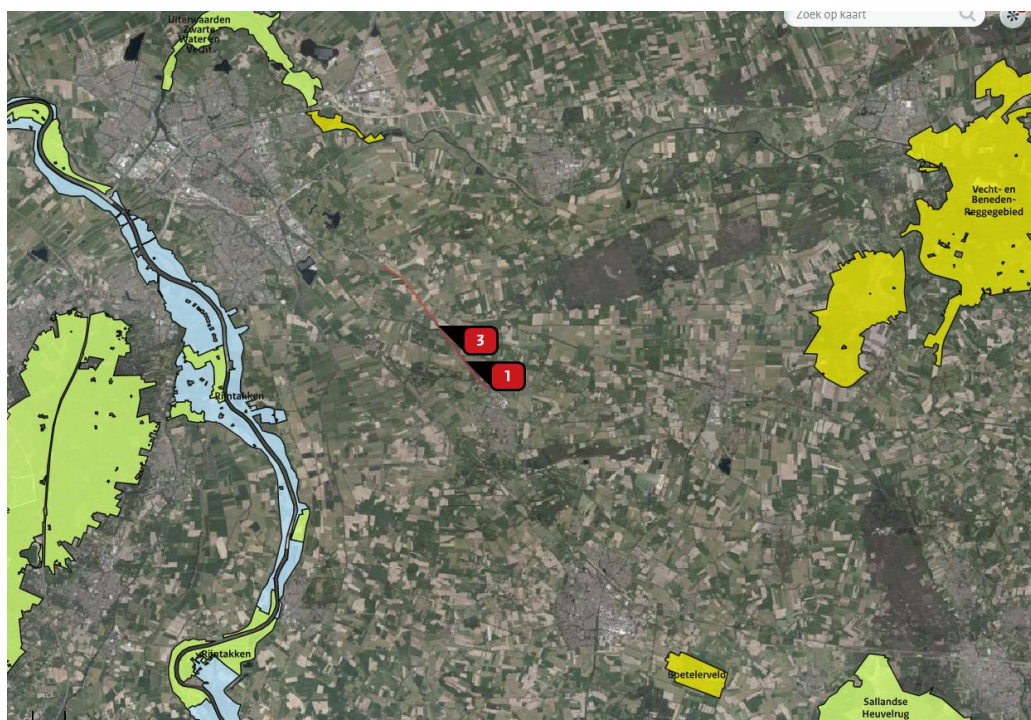 Zoek op kaart
Uiterwaarden
Zwarte
Water en
Vecht
Vecht- en
Beneden-
Reggegebied
3
1
Rijntakken
Rijntakken
Boetelerveld
Sallandse
Heuvelrug